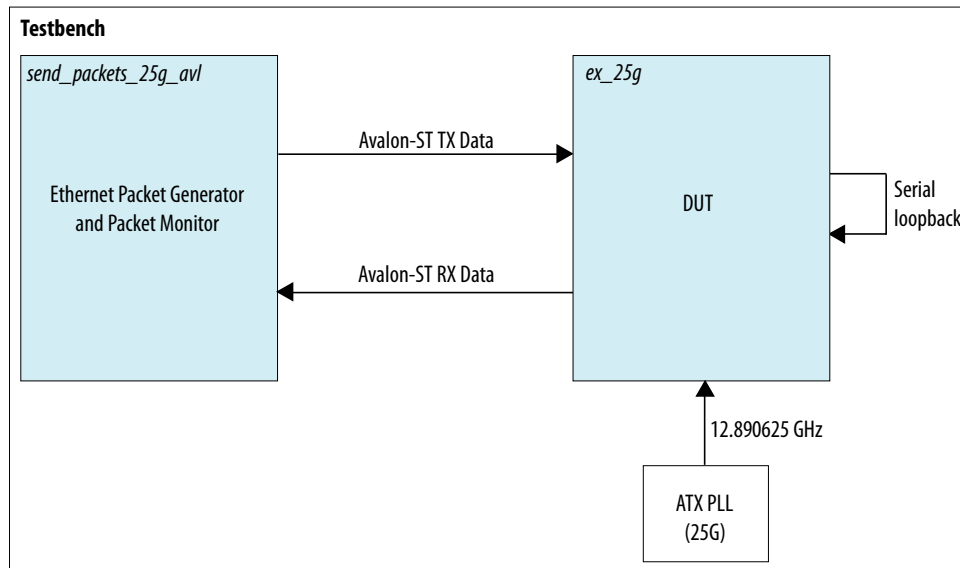 Testbench
send_packets_25g_avl
Ethernet Packet Generator
and Packet Monitor
Avalon-ST TX Data
Avalon-ST RX Data
ex_25g
DUT
Serial
loopback
12.890625 GHz
ATX PLL
(25G)